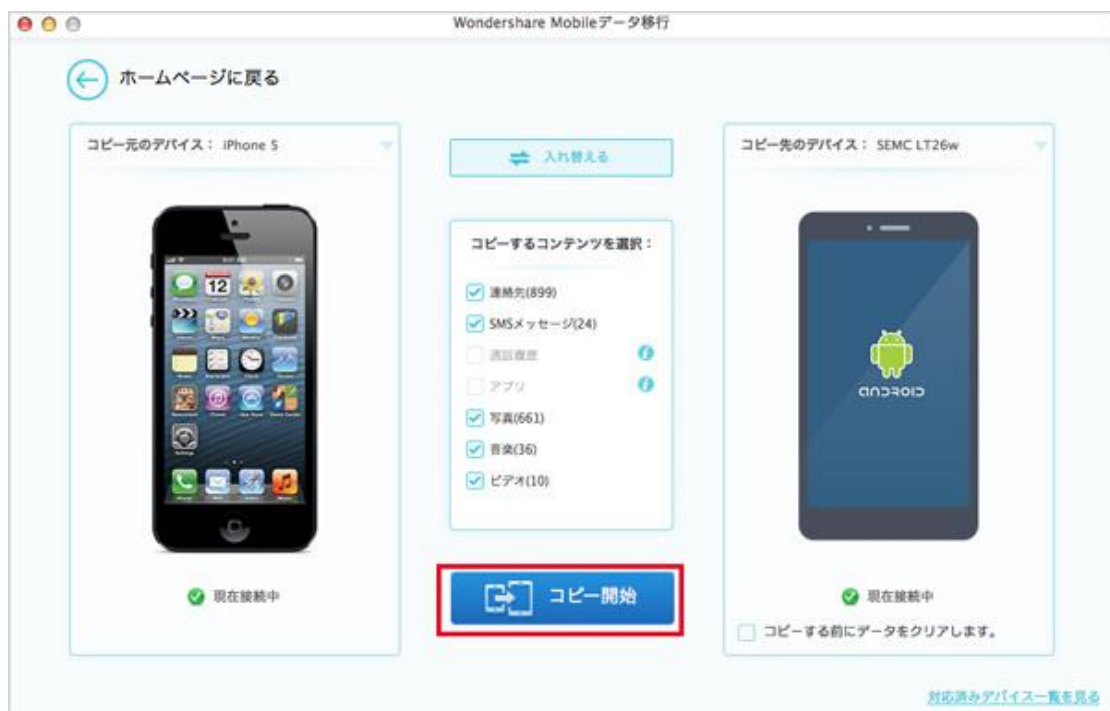 Wondershare Mobileデータ移行
ホームページに戻る
コピー元のデバイス： iPhone 5
入れ替える
コピー先のデバイス： SEMC LT26w
コピーするコンテンツを選択：
連絡先(899)
SMSメッセージ(24)
通話履歴
アプリ
写真(661)
音楽(36)
ビデオ(10)
12
ANDROID
現在接続中
コピー開始
現在接続中
コピーする前にデータをクリアします。
対応済みデバイス一覧を見る